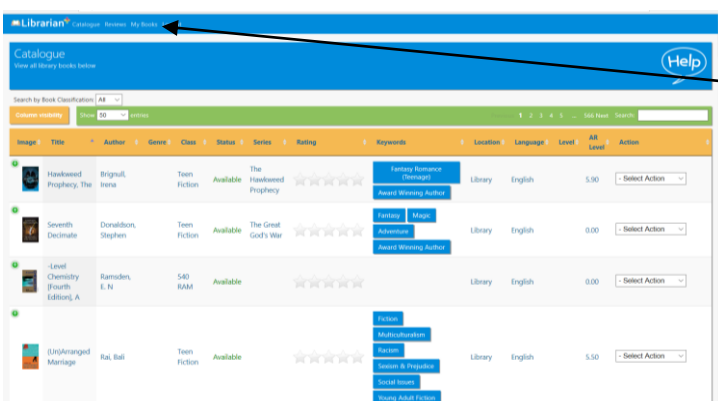 Librarian Catalogue Reviews My Books
Catalogue
View all library books below
Help
Search by Book Classification: All
Column visibility Show 50 entries 1 2 3 4 5 ... 566 Next Search:
Image Title Author Genre Class Status Series Rating Keywords Location Language Level AR Level Action
Hawkweed Prophecy, The
Brignull, Irena
Teen Fiction
Available
The Hawkweed Prophecy
Fantasy Romance (Teenage)
Award Winning Author
Library
English
5.90
- Select Action
Seventh Decimate
Donaldson, Stephen
Teen Fiction
Available
The Great God's War
Fantasy Magic
Adventure
Award Winning Author
Library
English
0.00
- Select Action
-Level Chemistry [Fourth Edition], A
Ramsden, E. N
540 RAM
Available
Library
English
0.00
- Select Action
(Un)Arranged Marriage
Rai, Bali
Teen Fiction
Available
Fiction
Multiculturalism
Racism
Sexism & Prejudice
Social Issues
Young Adult Fiction
Library
English
5.50
- Select Action